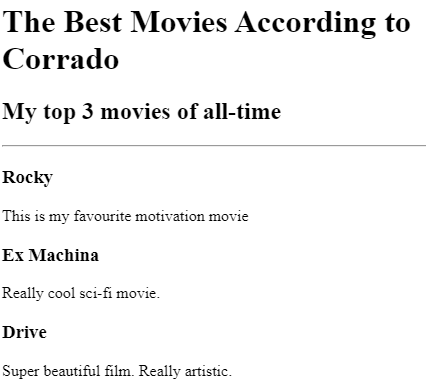 The Best Movies According to
Corrado
My top 3 movies of all-time
Rocky
This is my favourite motivation movie
Ex Machina
Really cool sci-fi movie.
Drive
Super beautiful film. Really artistic.